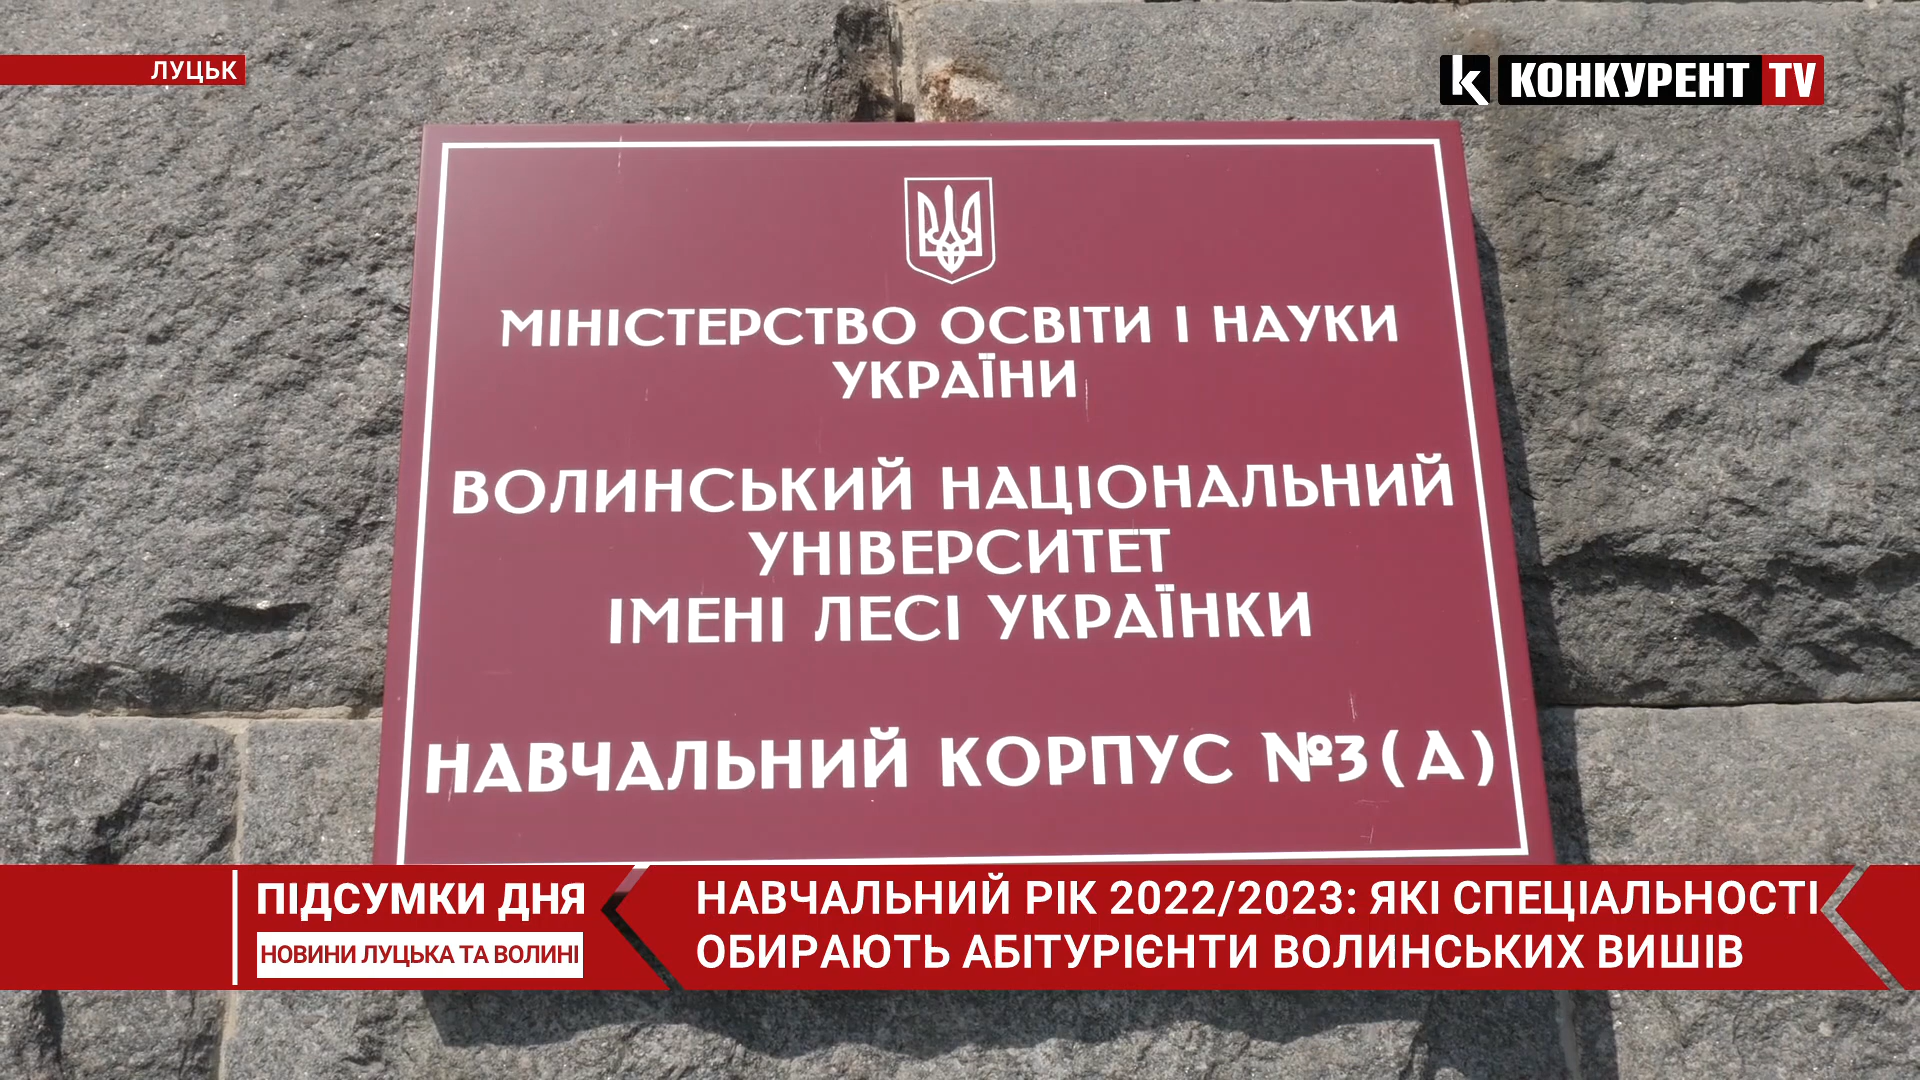 ЛУЦЬК
k КОНКУРЕНТ TV
МІНІСТЕРСТВО ОСВІТИ І НАУКИ
УКРАЇНИ
ВОЛИНСЬКИЙ НАЦІОНАЛЬНИЙ
УНІВЕРСИТЕТ
ІМЕНІ ЛЕСІ УКРАЇНКИ
НАВЧАЛЬНИЙ КОРПУС №3(А)
ПІДСУМКИ ДНЯ
НОВИНИ ЛУЦЬКА ТА ВОЛИНІ
НАВЧАЛЬНИЙ РІК 2022/2023: ЯКІ СПЕЦІАЛЬНОСТІ
ОБИРАЮТЬ АБІТУРІЄНТИ ВОЛИНСЬКИХ ВИШІВ